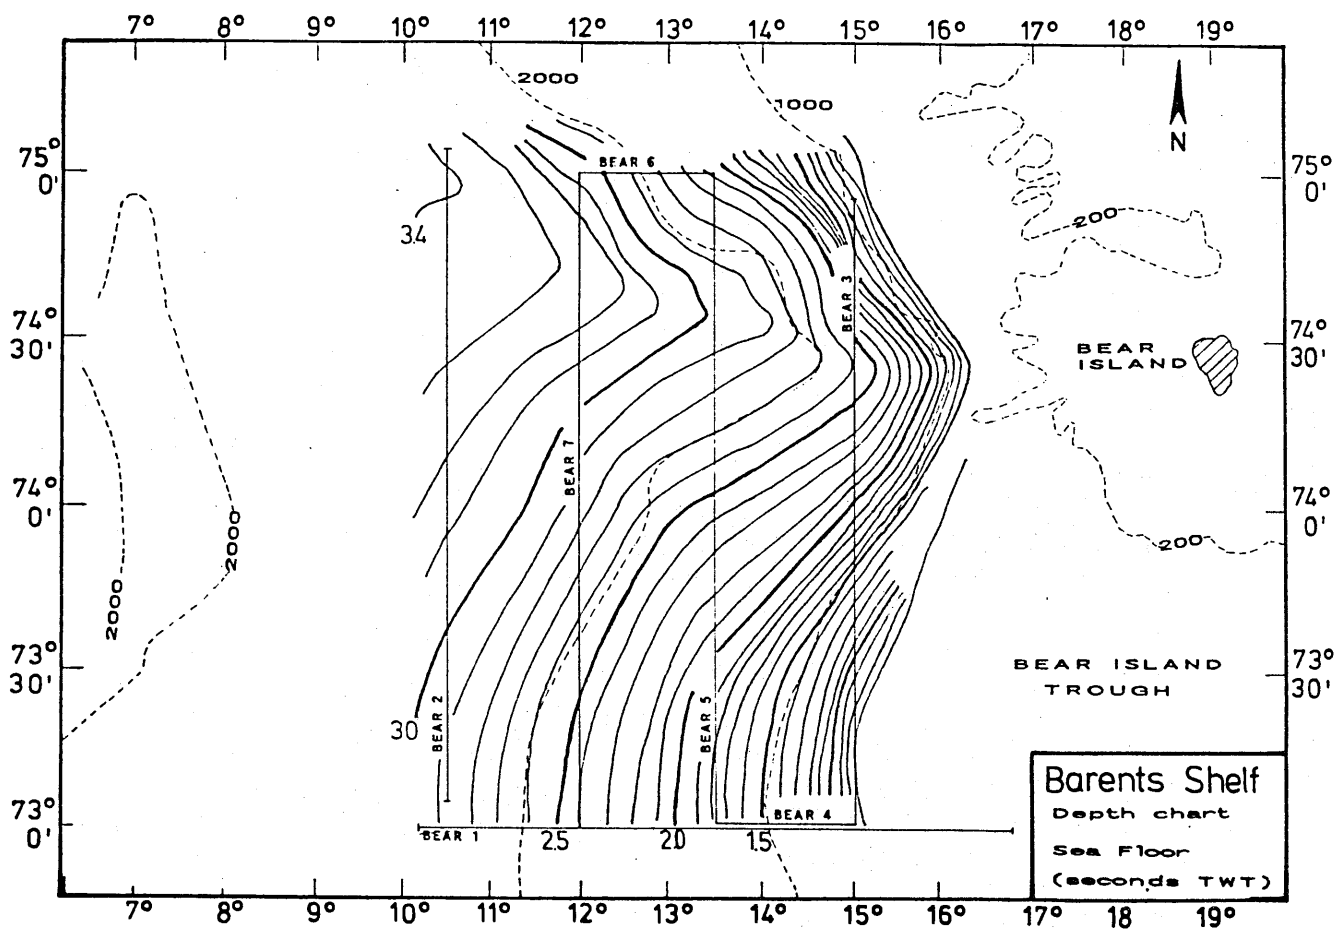 7° 8° 9° 10° 11° 12° 13° 14° 15° 16° 17° 18° 19°
2000
1000
N
75°
0'
BEAR 6
75°
0'
200
34
BEAR 3
74°
30'
BEAR
ISLAND
74°
30'
BEAR 7
74°
0'
2000
2000
200
74°
0'
73°
30'
BEAR ISLAND
TROUGH
73°
30'
30
BEAR 2
BEAR 5
Barents Shelf
Depth chart
Sea Floor
(seconds TWT)
73°
0'
BEAR 4
BEAR 1
2.5
2.0
1.5
7° 8° 9° 10° 11° 12° 13° 14° 15° 16° 17° 18° 19°